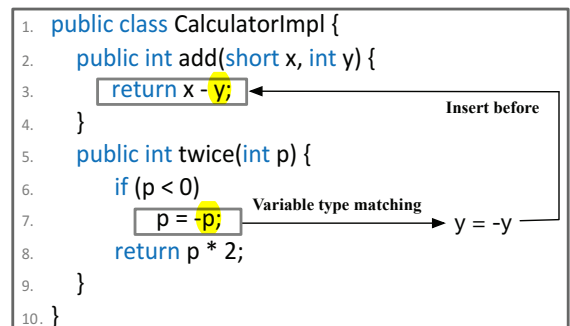 1. public class CalculatorImpl {
2. public int add(short x, int y) {
3. return x - y;
Insert before
4. }
5. public int twice(int p) {
6. if (p < 0)
Variable type matching
7. p = -p;
y = -y
8. return p * 2;
9. }
10. }